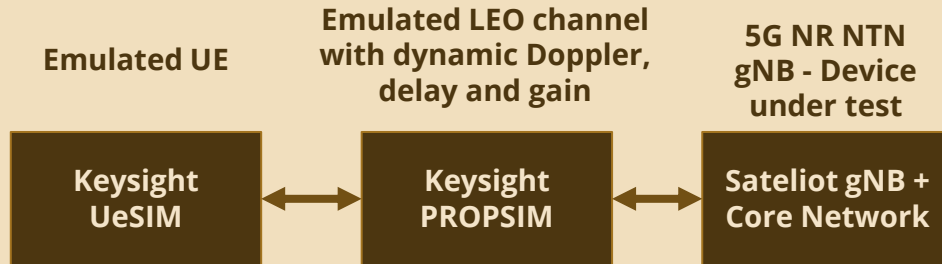 Emulated UE
Emulated LEO channel
with dynamic Doppler,
delay and gain
5G NR NTN
gNB - Device
under test
Keysight
UeSIM
Keysight
PROPSIM
Sateliot gNB +
Core Network